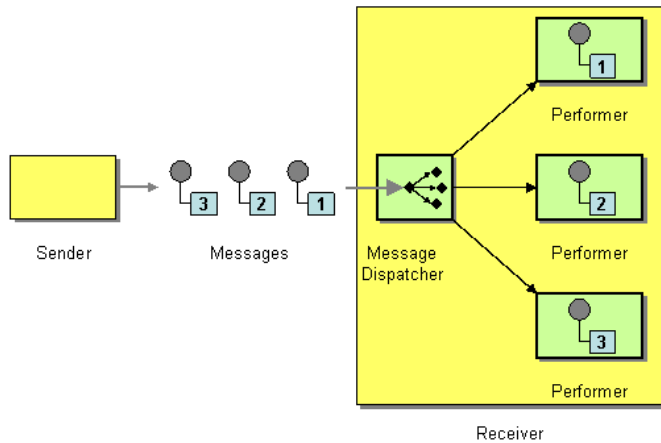 1
Performer
3 2 1
2
Sender
Messages
Message
Dispatcher
Performer
3
Performer
Receiver